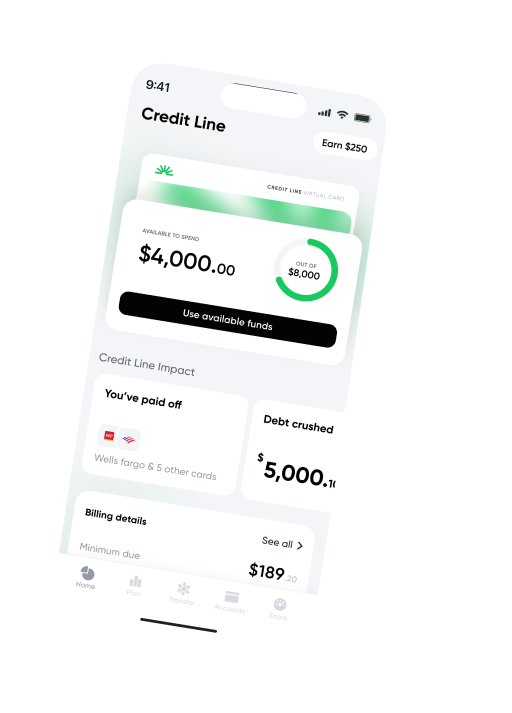 9:41
Credit Line
Earn $250
CREDIT LINE VIRTUAL CARD
AVAILABLE TO SPEND
$4,000.00
OUT OF
$8,000
Use available funds
Credit Line Impact
You've paid off
Wells fargo & 5 other cards
Debt crushed
$5,000.10
Billing details
See all
Minimum due
$189.20
Home
Plan
Transfer
Accounts
Score